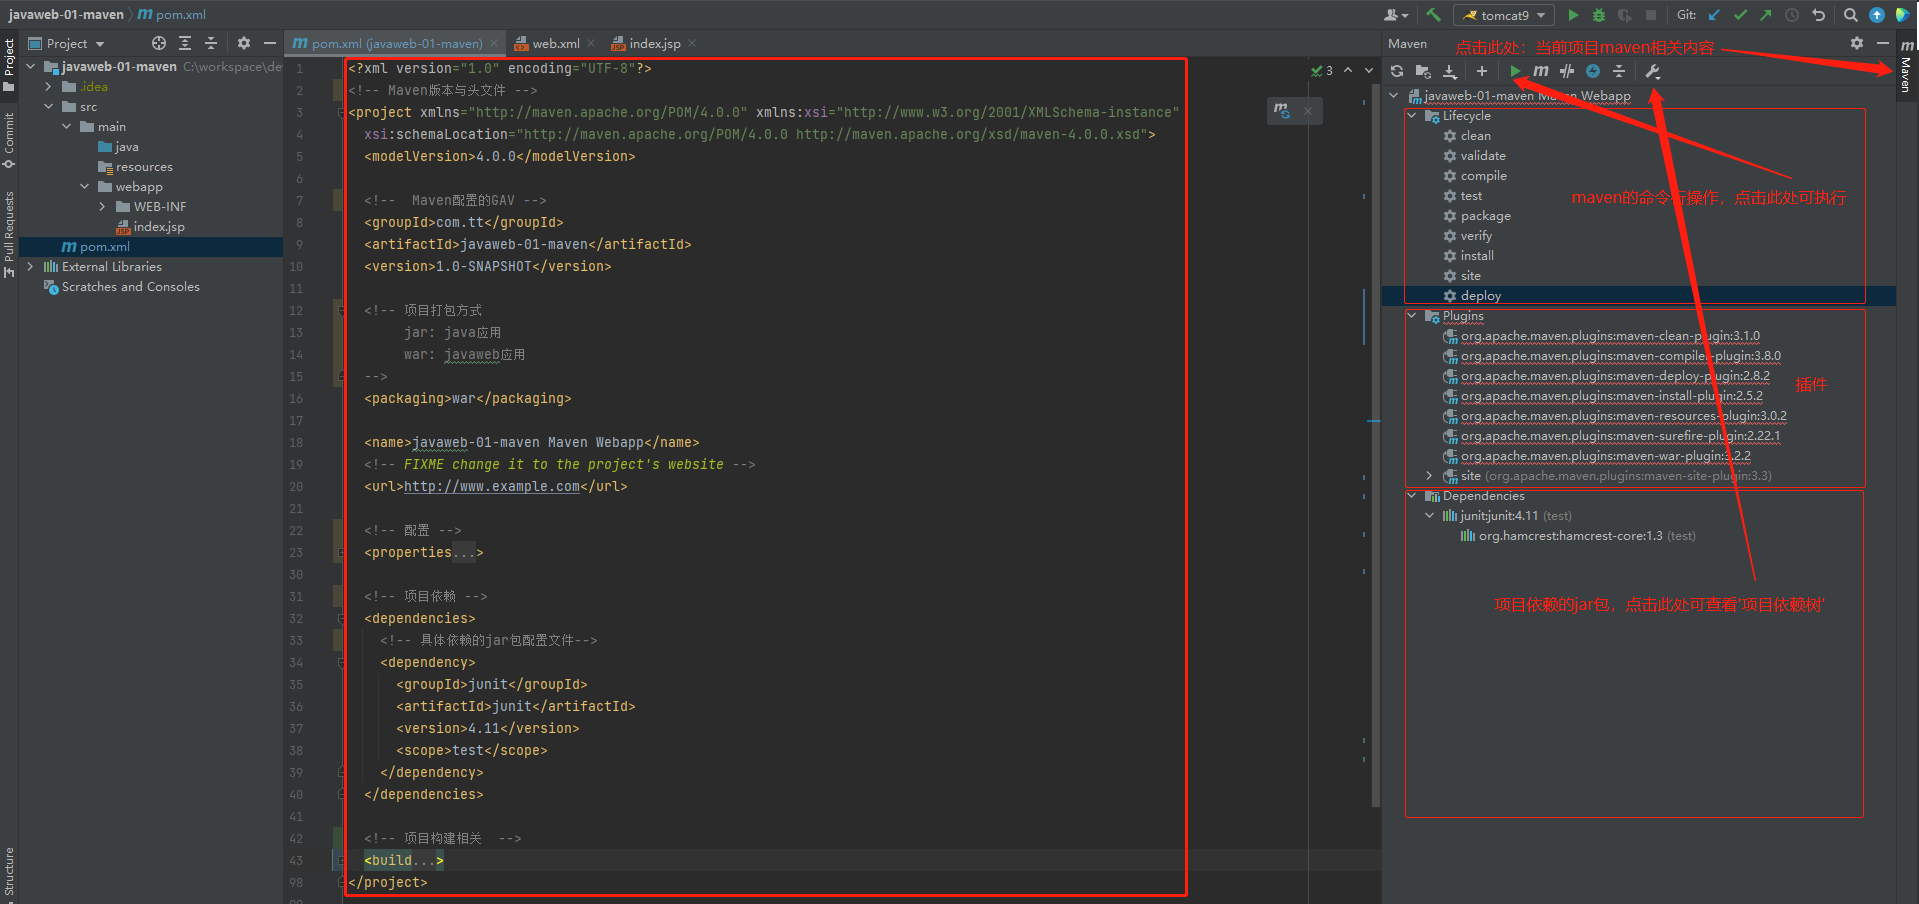 javaweb-01-maven
pom.xml
tomcat9
Git:
Project
pom.xml (javaweb-01-maven)
web.xml
index.jsp
Maven
点击此处：当前项目maven相关内容
Project
Commit
Pull Requests
Structure
javaweb-01-maven C:\workspace\de
.idea
src
main
java
resources
webapp
WEB-INF
index.jsp
pom.xml
External Libraries
Scratches and Consoles
3
1 <?xml version="1.0" encoding="UTF-8"?>
2 <!-- Maven版本与头文件 -->
3 <project xmlns="http://maven.apache.org/POM/4.0.0" xmlns:xsi="http://www.w3.org/2001/XMLSchema-instance"
4 xsi:schemaLocation="http://maven.apache.org/POM/4.0.0 http://maven.apache.org/xsd/maven-4.0.0.xsd">
5 <modelVersion>4.0.0</modelVersion>
6
7 <!--  Maven配置的GAV -->
8 <groupId>com.tt</groupId>
9 <artifactId>javaweb-01-maven</artifactId>
10 <version>1.0-SNAPSHOT</version>
11
12 <!-- 项目打包方式
13 jar: java应用
14 war: javaweb应用
15 -->
16 <packaging>war</packaging>
17
18 <name>javaweb-01-maven Maven Webapp</name>
19 <!-- FIXME change it to the project's website -->
20 <url>http://www.example.com</url>
21
22 <!-- 配置 -->
23 <properties...>
30
31 <!-- 项目依赖 -->
32 <dependencies>
33 <!-- 具体依赖的jar包配置文件-->
34 <dependency>
35 <groupId>junit</groupId>
36 <artifactId>junit</artifactId>
37 <version>4.11</version>
38 <scope>test</scope>
39 </dependency>
40 </dependencies>
41
42 <!-- 项目构建相关  -->
43 <build...>
98 </project>
99
javaweb-01-maven Maven Webapp
Lifecycle
clean
validate
compile
test
package
verify
install
site
deploy
maven的命令行操作，点击此处可执行
Plugins
org.apache.maven.plugins:maven-clean-plugin:3.1.0
org.apache.maven.plugins:maven-compiler-plugin:3.8.0
org.apache.maven.plugins:maven-deploy-plugin:2.8.2
org.apache.maven.plugins:maven-install-plugin:2.5.2
org.apache.maven.plugins:maven-resources-plugin:3.0.2
org.apache.maven.plugins:maven-surefire-plugin:2.22.1
org.apache.maven.plugins:maven-war-plugin:3.2.2
site (org.apache.maven.plugins:maven-site-plugin:3.3)
插件
Dependencies
junit:junit:4.11 (test)
org.hamcrest:hamcrest-core:1.3 (test)
项目依赖的jar包，点击此处可查看'项目依赖树'
Maven